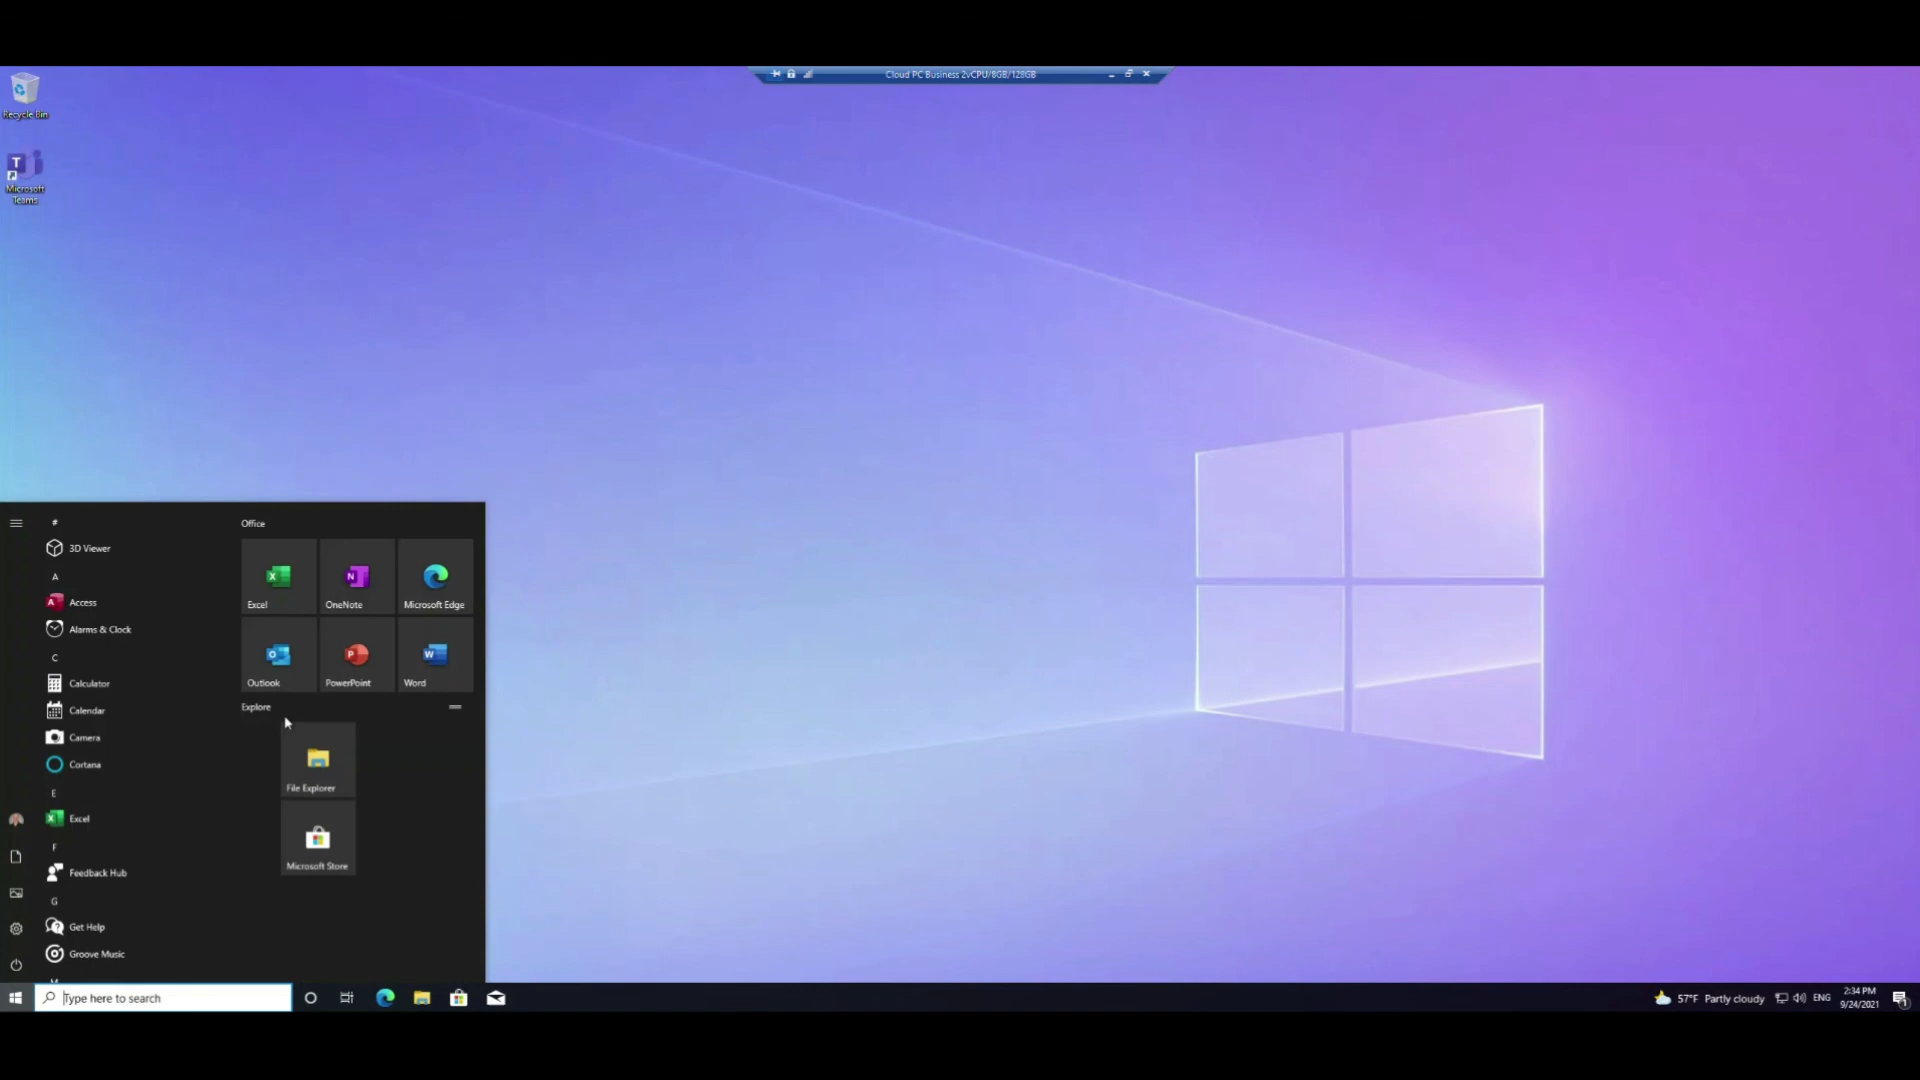 Cloud PC Business 2vCPU/8GB/128GB
Recycle Bin
Microsoft
Teams
#
3D Viewer
A
Access
Alarms & Clock
C
Calculator
Calendar
Camera
Cortana
E
Excel
F
Feedback Hub
G
Get Help
Groove Music
M
Office
Excel
OneNote
Microsoft Edge
Outlook
PowerPoint
Word
Explore
File Explorer
Microsoft Store
Type here to search
57°F Partly cloudy
ENG
2:34 PM
9/24/2021